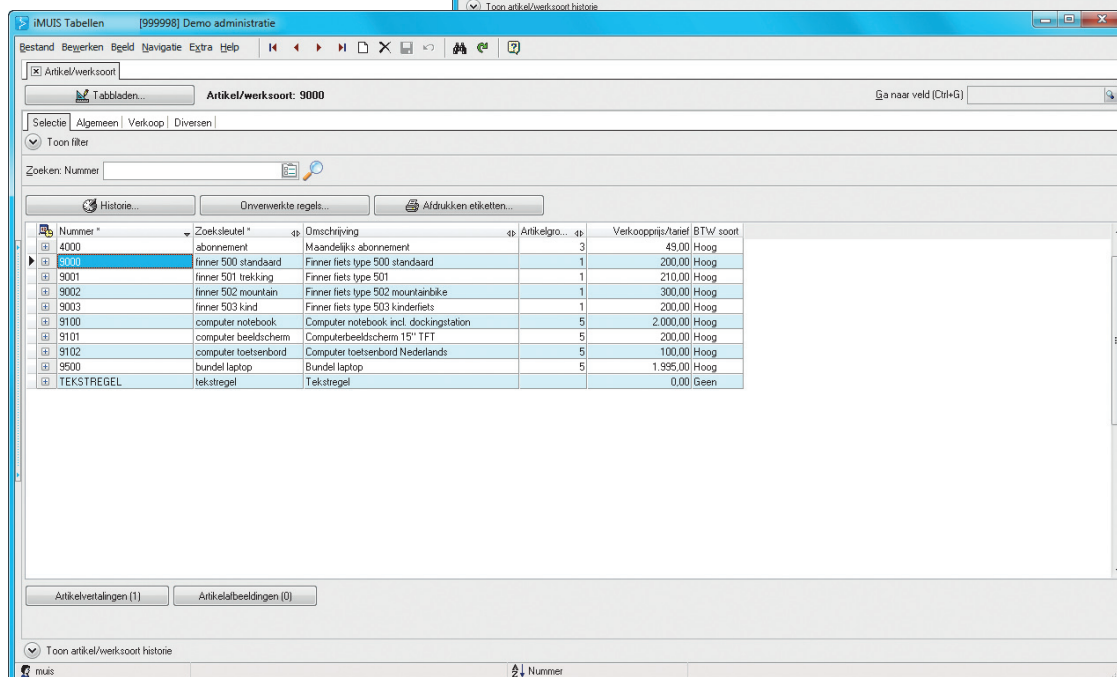 Toon artikel/werksoort historie
iMUIS Tabellen [999998] Demo administratie
Bestand Bewerken Beeld Navigatie Extra Help
Artikel/werksoort
Tabbladen... Artikel/werksoort: 9000 Ga naar veld (Ctrl+G)
Selectie Algemeen Verkoop Diversen
Toon filter
Zoeken: Nummer
Historie... Onverwerkte regels... Afdrukken etiketten...
Nummer * Zoeksleutel * Omschrijving Artikelgro... Verkoopprijs/tarief BTW soort
4000 abonnement Maandelijks abonnement 3 49,00 Hoog
9000 finner 500 standaard Finner fiets type 500 standaard 1 200,00 Hoog
9001 finner 501 trekking Finner fiets type 501 1 210,00 Hoog
9002 finner 502 mountain Finner fiets type 502 mountainbike 1 300,00 Hoog
9003 finner 503 kind Finner fiets type 503 kinderfiets 1 200,00 Hoog
9100 computer notebook Computer notebook incl. dockingstation 5 2.000,00 Hoog
9101 computer beeldscherm Computerbeeldscherm 15" TFT 5 200,00 Hoog
9102 computer toetsenbord Computer toetsenbord Nederlands 5 100,00 Hoog
9500 bundel laptop Bundel laptop 5 1.995,00 Hoog
TEKSTREGEL tekstregel Tekstregel 0,00 Geen
Artikelvertalingen (1) Artikelafbeeldingen (0)
Toon artikel/werksoort historie
muis Nummer